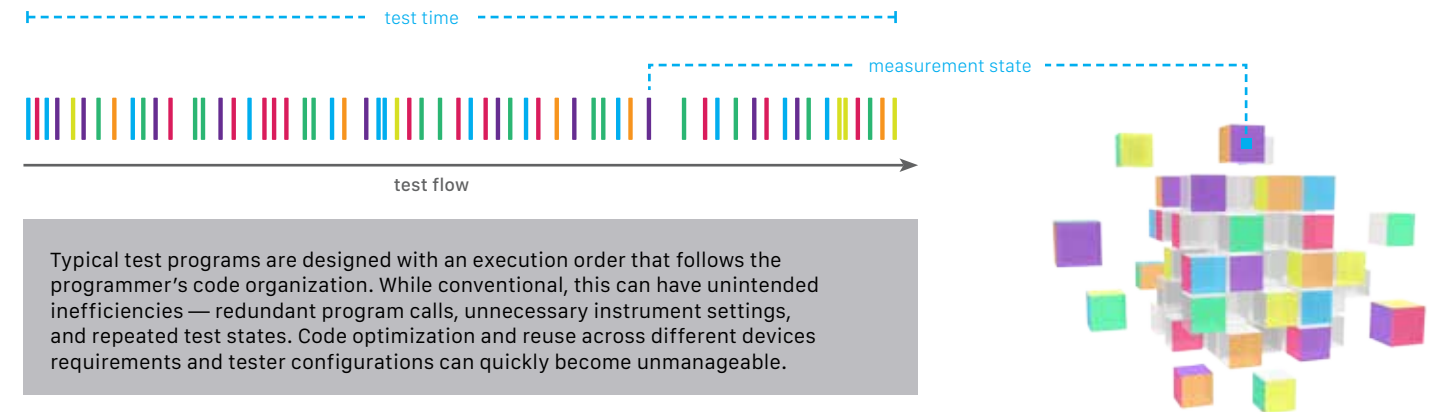 test time
measurement state
test flow
Typical test programs are designed with an execution order that follows the
programmer’s code organization. While conventional, this can have unintended
inefficiencies — redundant program calls, unnecessary instrument settings,
and repeated test states. Code optimization and reuse across different devices
requirements and tester configurations can quickly become unmanageable.